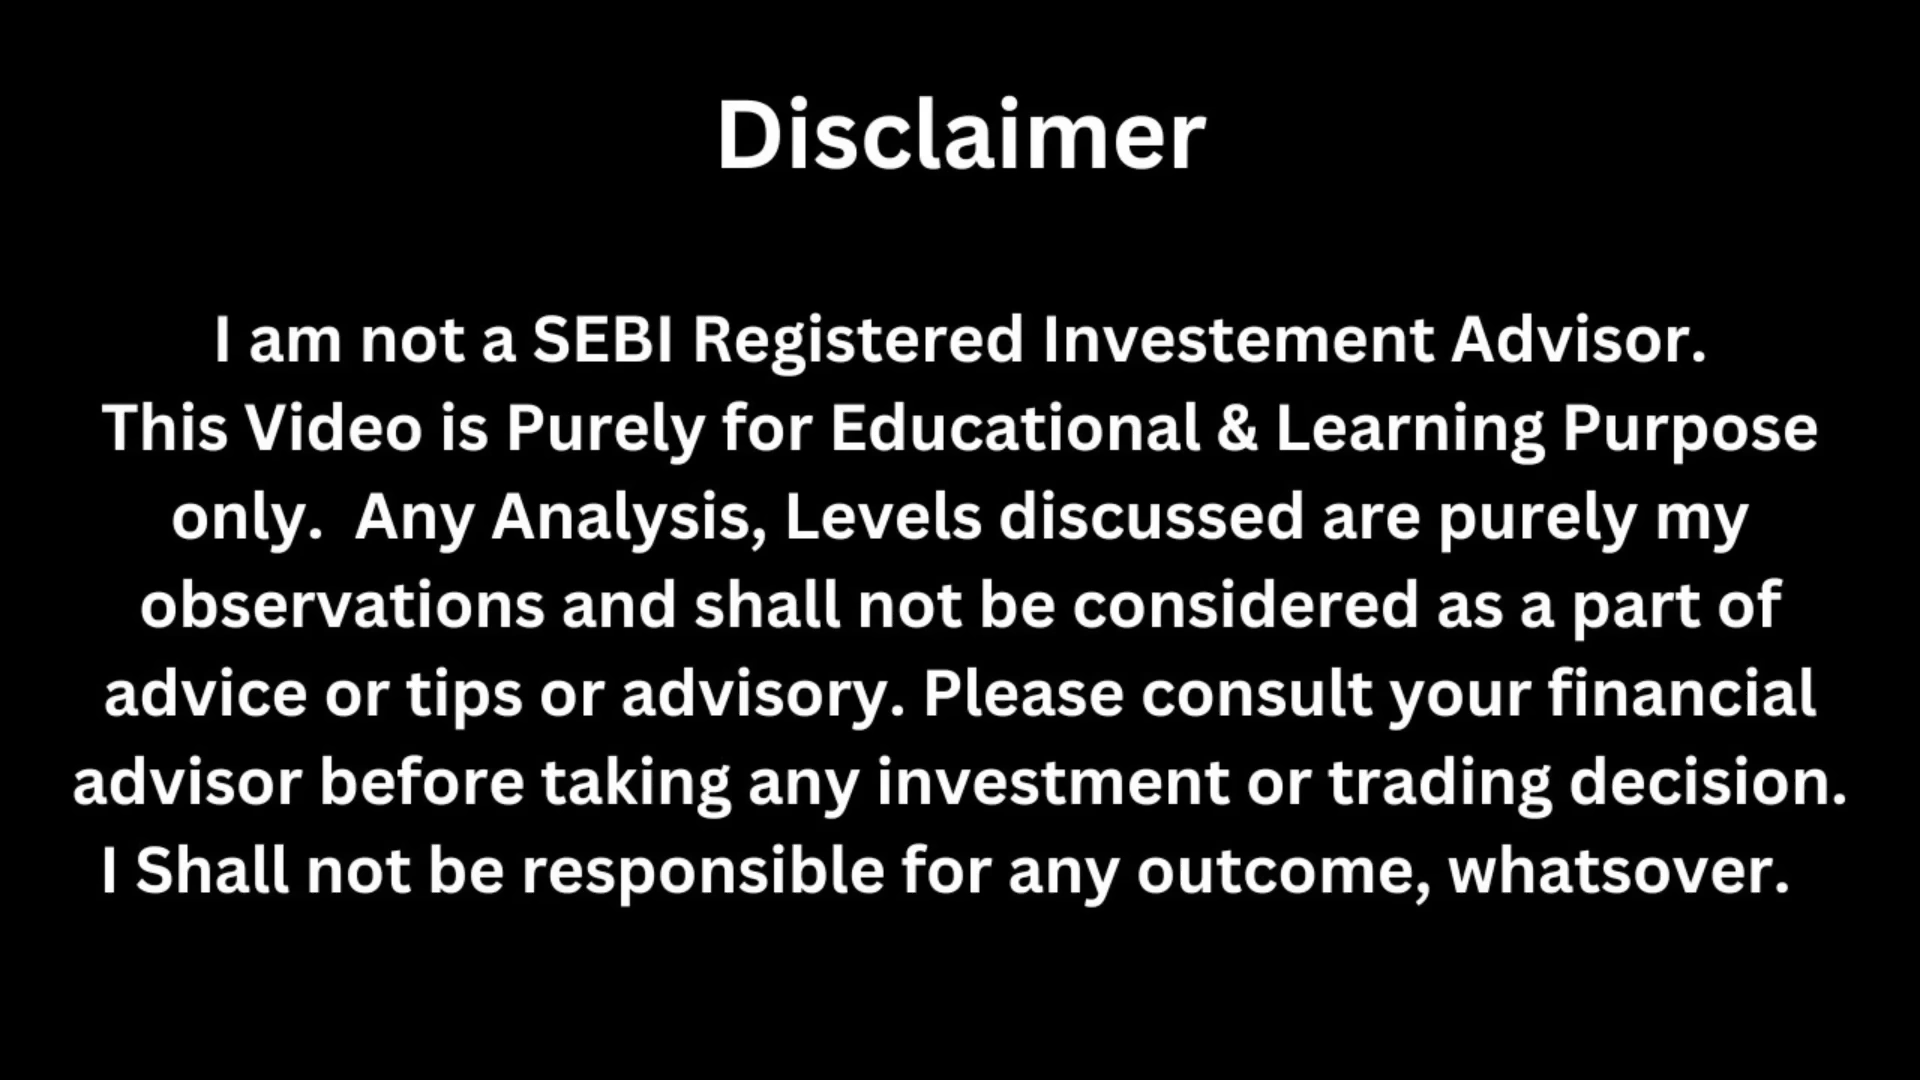 Disclaimer
I am not a SEBI Registered Investement Advisor.
This Video is Purely for Educational & Learning Purpose
only.  Any Analysis, Levels discussed are purely my
observations and shall not be considered as a part of
advice or tips or advisory. Please consult your financial
advisor before taking any investment or trading decision.
I Shall not be responsible for any outcome, whatsover.